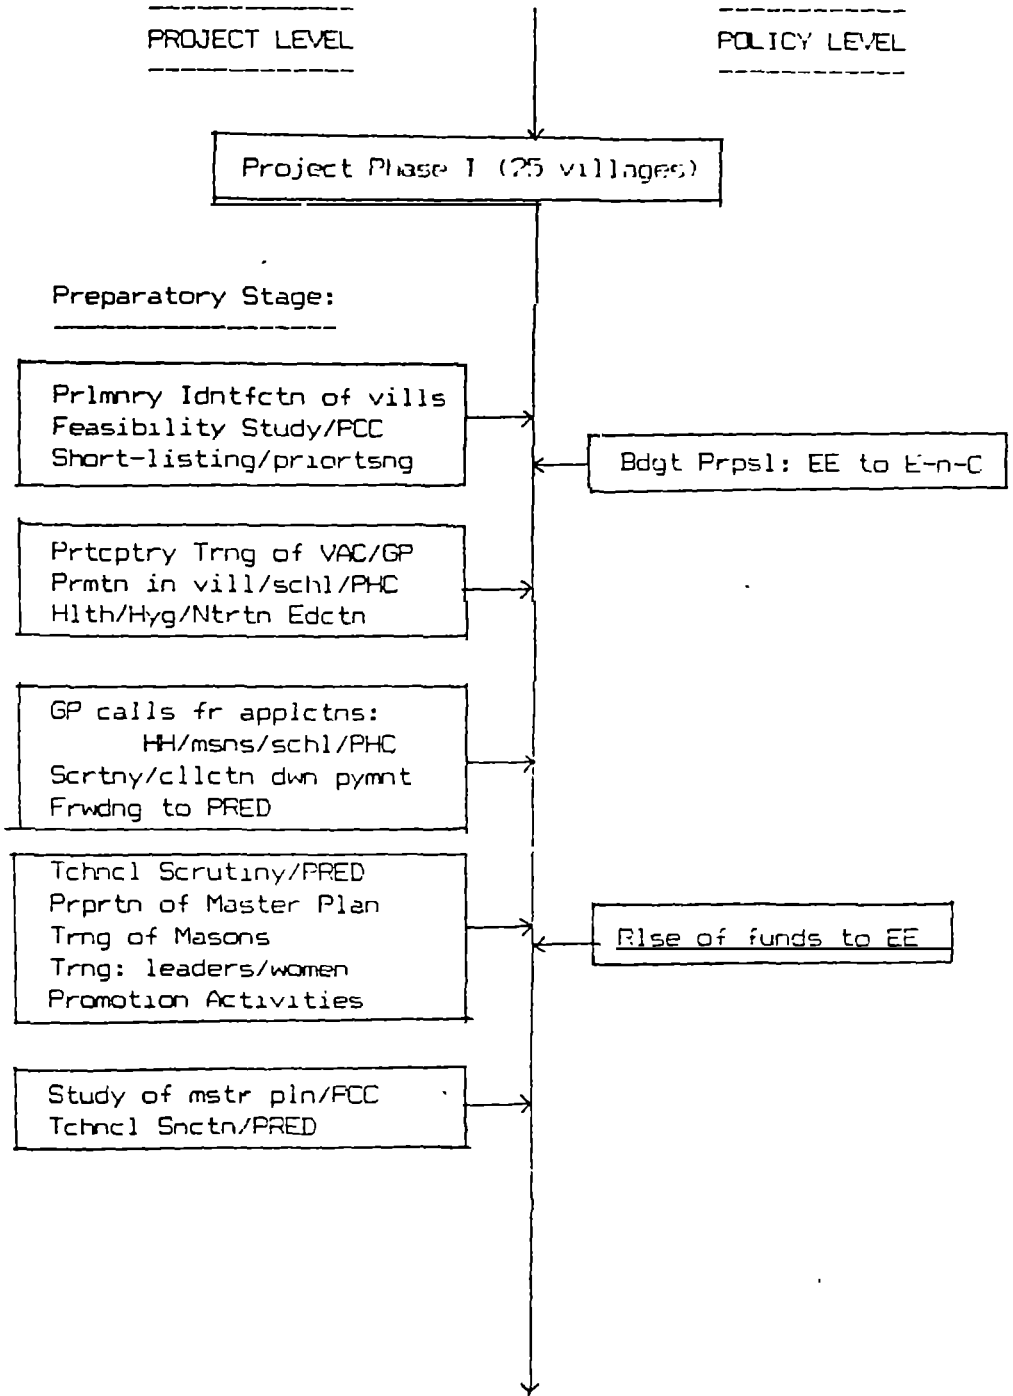 PROJECT LEVEL
POLICY LEVEL
Project Phase I (25 villages)
Preparatory Stage:
Prlmnry Idntfctn of vills
Feasibility Study/PCC
Short-listing/priortsng
Bdgt Prpsl: EE to E-n-C
Prtcptry Trng of VAC/GP
Prmtn in vill/schl/PHC
Hlth/Hyg/Ntrtn Edctn
GP calls fr applctns:
HH/msns/schl/PHC
Scrtny/cllctn dwn pymnt
Frwdng to PRED
Tchncl Scrutiny/PRED
Prprtn of Master Plan
Trng of Masons
Trng: leaders/women
Promotion Activities
Rlse of funds to EE
Study of mstr pln/PCC
Tchncl Snctn/PRED